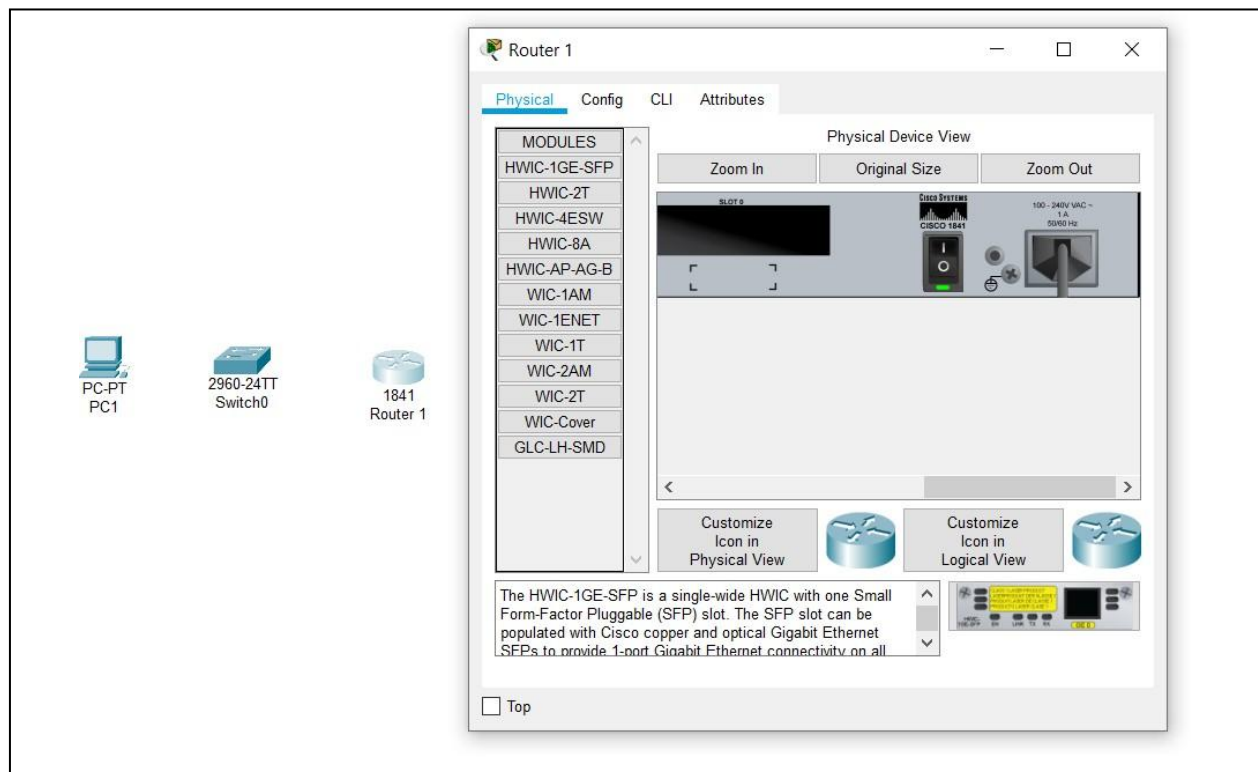 Router 1
Physical Config CLI Attributes
MODULES
HWIC-1GE-SFP
HWIC-2T
HWIC-4ESW
HWIC-8A
HWIC-AP-AG-B
WIC-1AM
WIC-1ENET
WIC-1T
WIC-2AM
WIC-2T
WIC-Cover
GLC-LH-SMD
Physical Device View
Zoom In Original Size Zoom Out
SLOT 0
CISCO SYSTEMS
CISCO 1841
I
O
100 - 240V VAC ~
1 A
50/60 Hz
Customize
Icon in
Physical View
Customize
Icon in
Logical View
The HWIC-1GE-SFP is a single-wide HWIC with one Small
Form-Factor Pluggable (SFP) slot. The SFP slot can be
populated with Cisco copper and optical Gigabit Ethernet
SFPs to provide 1-port Gigabit Ethernet connectivity on all
Top
PC-PT
PC1
2960-24TT
Switch0
1841
Router 1